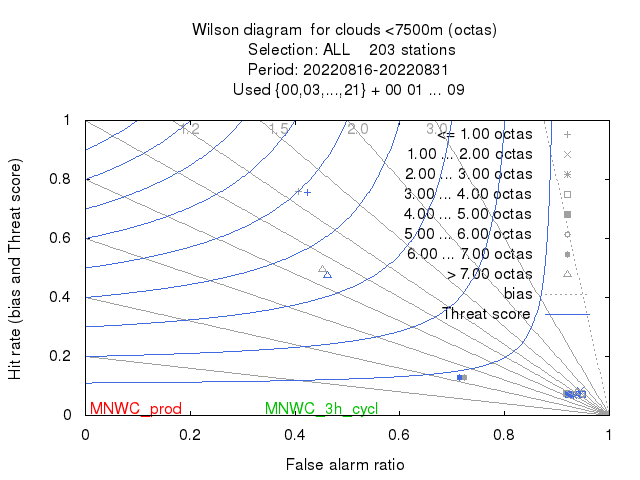 Wilson diagram for clouds <7500m (octas)
Selection: ALL 203 stations
Period: 20220816-20220831
Used {00,03,...,21} + 00 01 ... 09
Hit rate (bias and Threat score)
1
0.8
0.6
0.4
0.2
0
1.2
1.5
2.0
3.0
<= 1.00 octas
1.00 ... 2.00 octas
2.00 ... 3.00 octas
3.00 ... 4.00 octas
4.00 ... 5.00 octas
5.00 ... 6.00 octas
6.00 ... 7.00 octas
> 7.00 octas
bias
Threat score
MNWC_prod
MNWC_3h_cycl
0
0.2
0.4
0.6
0.8
1
False alarm ratio